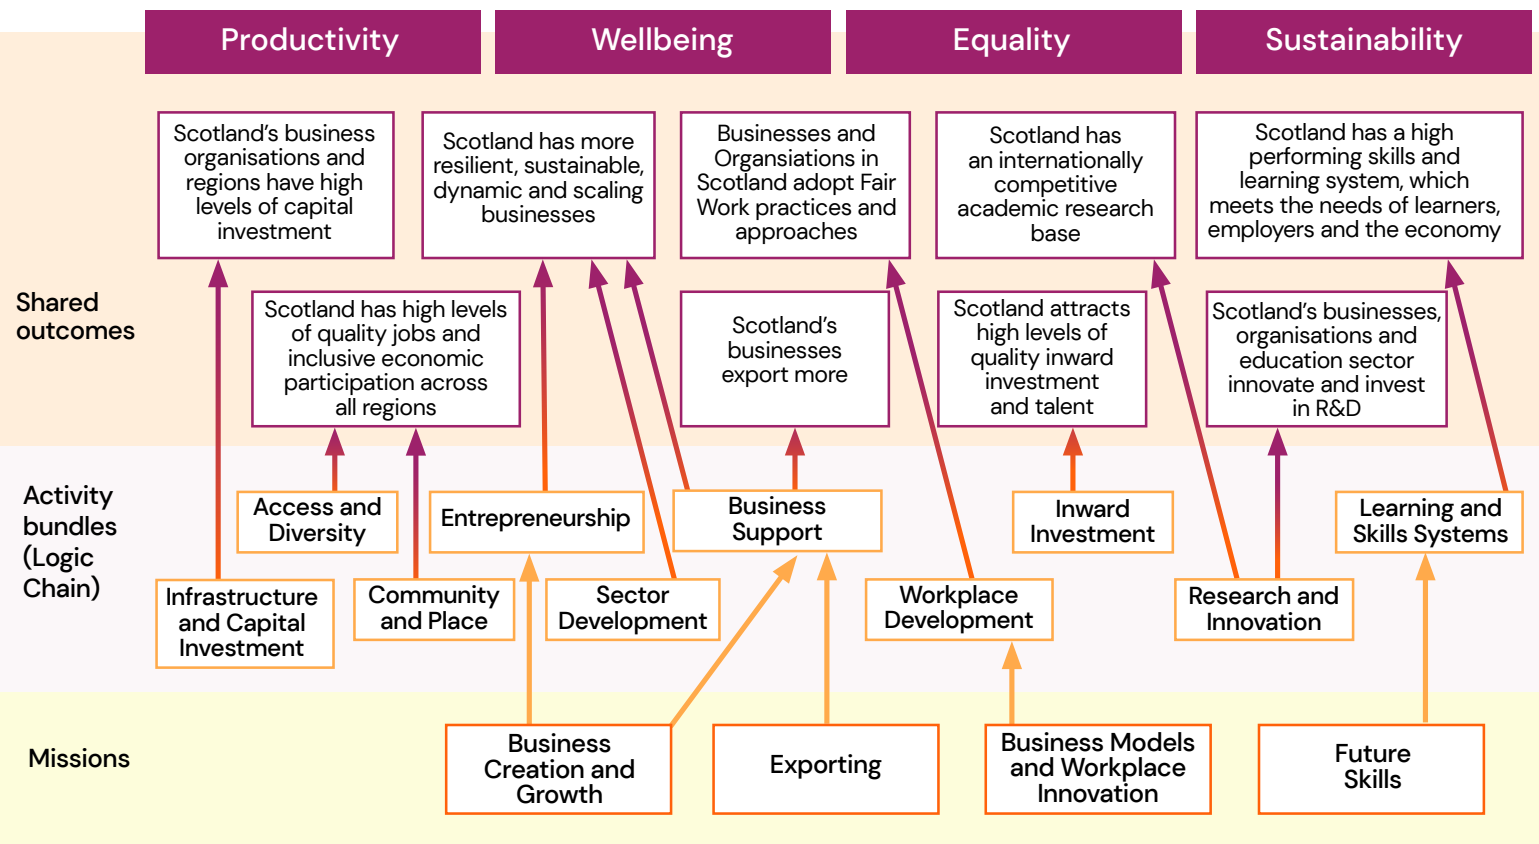 Productivity
Wellbeing
Equality
Sustainability
Shared
outcomes
Scotland's business
organisations and
regions have high
levels of capital
investment
Scotland has more
resilient, sustainable,
dynamic and scaling
businesses
Businesses and
Organsiations in
Scotland adopt Fair
Work practices and
approaches
Scotland has
an internationally
competitive
academic research
base
Scotland has a high
performing skills and
learning system, which
meets the needs of learners,
employers and the economy
Scotland has high levels
of quality jobs and
inclusive economic
participation across
all regions
Scotland's
businesses
export more
Scotland attracts
high levels of
quality inward
investment
and talent
Scotland's businesses,
organisations and
education sector
innovate and invest
in R&D
Activity
bundles
(Logic
Chain)
Access and
Diversity
Entrepreneurship
Business
Support
Inward
Investment
Learning and
Skills Systems
Infrastructure
and Capital
Investment
Community
and Place
Sector
Development
Workplace
Development
Research and
Innovation
Missions
Business
Creation and
Growth
Exporting
Business Models
and Workplace
Innovation
Future
Skills